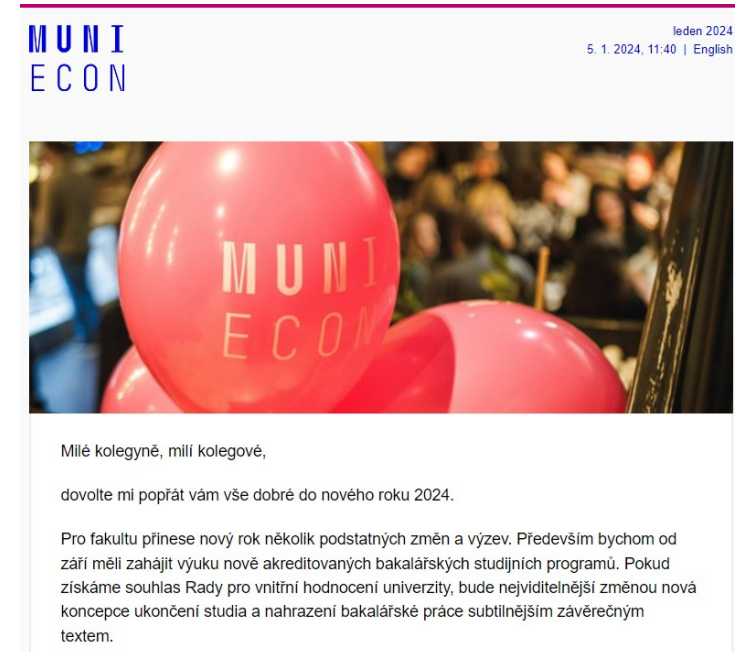 MUNI
ECON
leden 2024
5. 1. 2024, 11:40 | English
MUNI
ECON
Milé kolegyně, milí kolegové,
dovolte mi popřát vám vše dobré do nového roku 2024.
Pro fakultu přinese nový rok několik podstatných změn a výzev. Především bychom od
září měli zahájit výuku nově akreditovaných bakalářských studijních programů. Pokud
získáme souhlas Rady pro vnitřní hodnocení univerzity, bude nejviditelnější změnou nová
koncepce ukončení studia a nahrazení bakalářské práce subtilnějším závěrečným
textem.